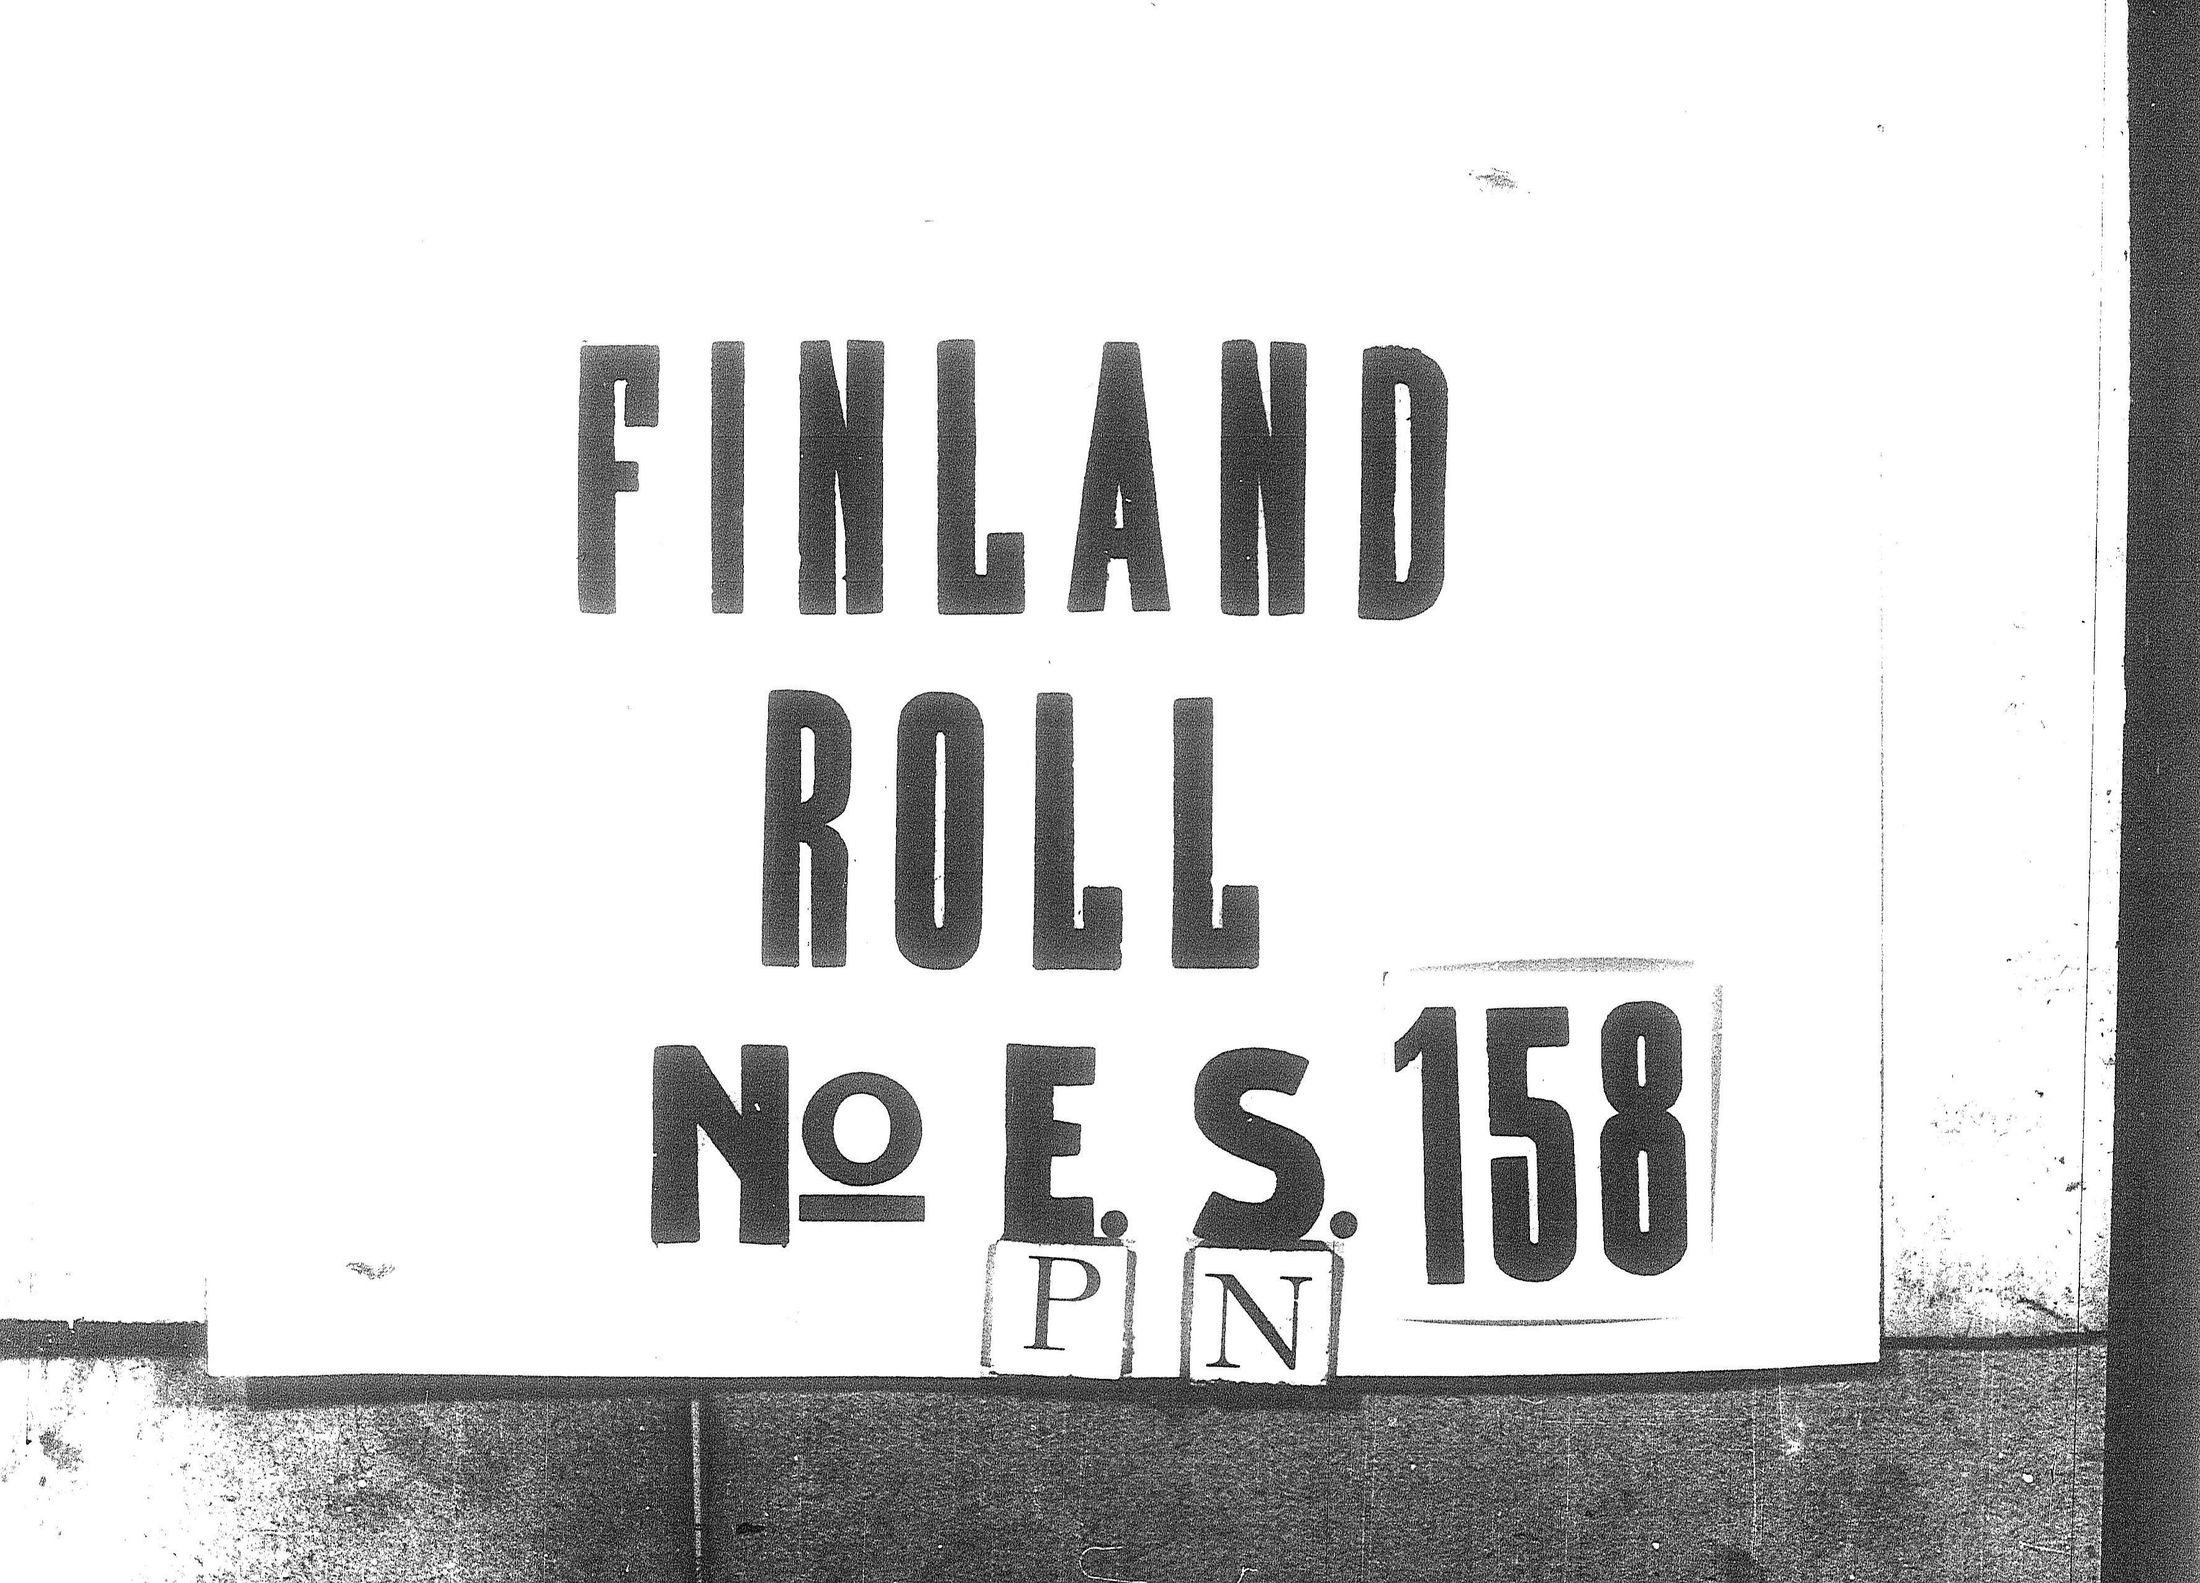 FINLAND
ROLL
No E. S. 158
P N